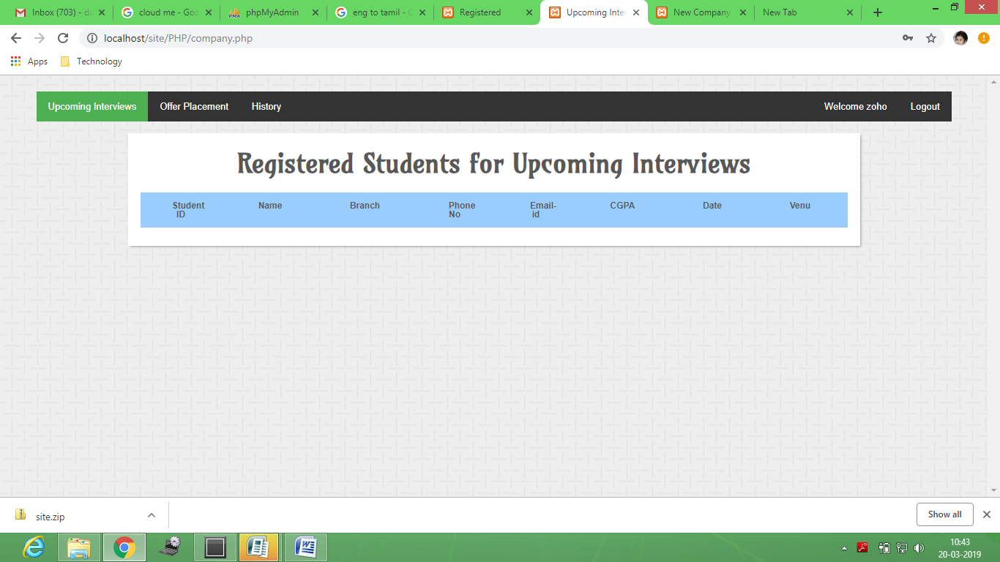 Inbox (703) - da
cloud me - Goo
phpMyAdmin
eng to tamil - G
Registered
Upcoming Inter
New Company
New Tab
localhost/site/PHP/company.php
Apps
Technology
Upcoming Interviews
Offer Placement
History
Welcome zoho
Logout
Registered Students for Upcoming Interviews
Student
ID
Name
Branch
Phone
No
Email-
id
CGPA
Date
Venu
site.zip
Show all
10:43
20-03-2019